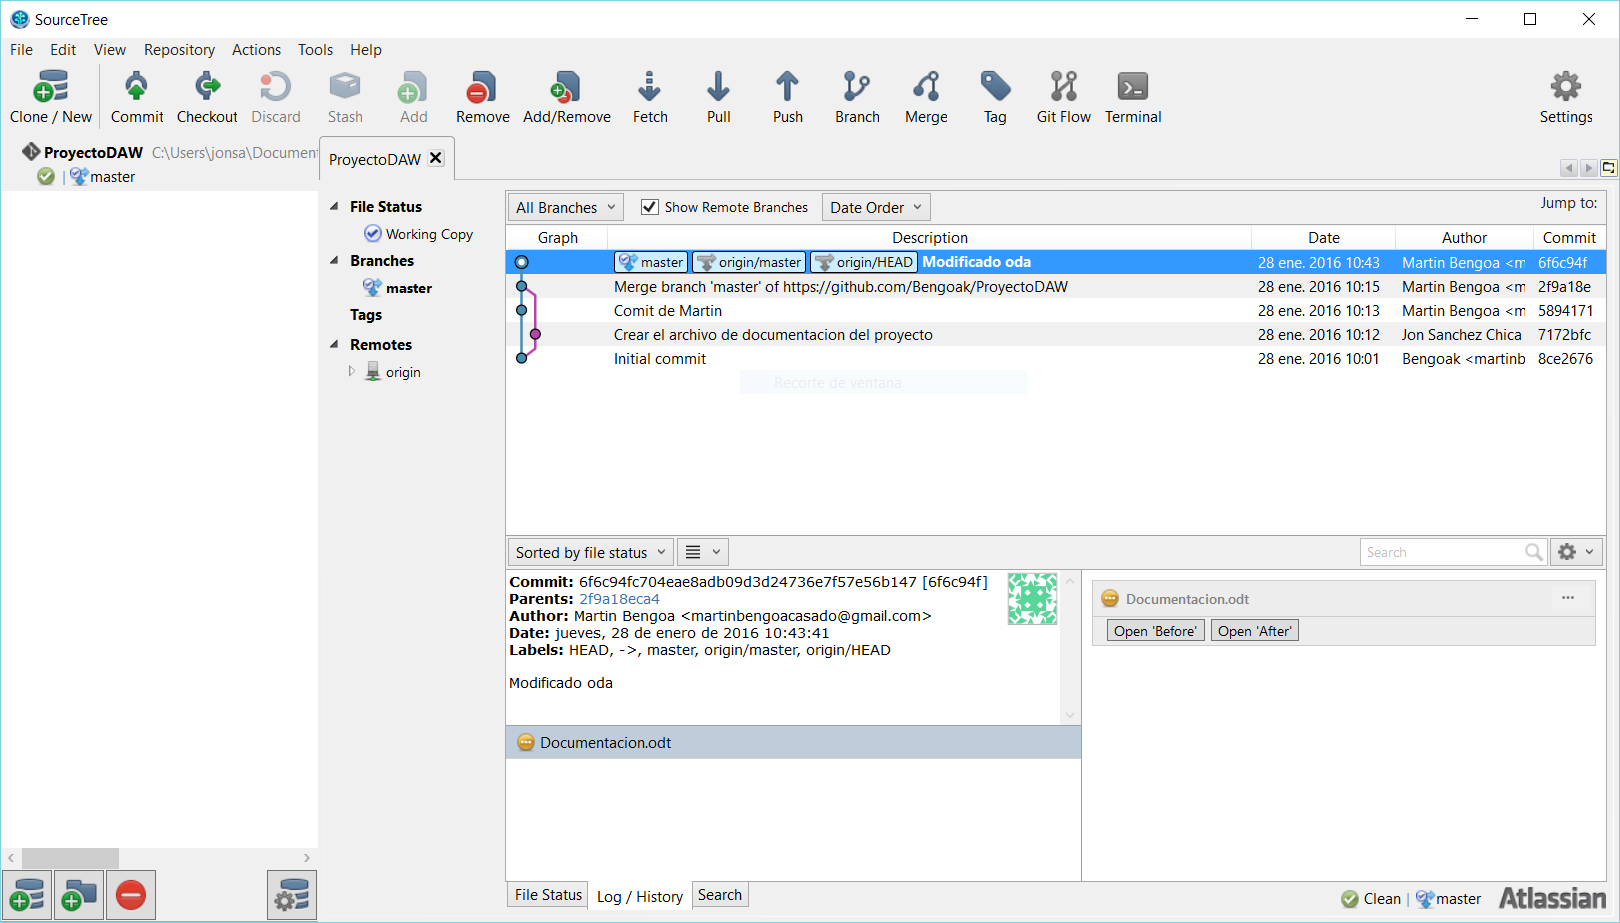 SourceTree
File Edit View Repository Actions Tools Help
Clone / New Commit Checkout Discard Stash Add Remove Add/Remove Fetch Pull Push Branch Merge Tag Git Flow Terminal Settings
ProyectoDAW C:\Users\jonsa\Document
master
ProyectoDAW
File Status
Working Copy
Branches
master
Tags
Remotes
origin
All Branches Show Remote Branches Date Order Jump to:
Graph Description Date Author Commit
master origin/master origin/HEAD Modificado oda 28 ene. 2016 10:43 Martin Bengoa <m 6f6c94f
Merge branch 'master' of https://github.com/Bengoak/ProyectoDAW 28 ene. 2016 10:15 Martin Bengoa <m 2f9a18e
Comit de Martin 28 ene. 2016 10:13 Martin Bengoa <m 5894171
Crear el archivo de documentacion del proyecto 28 ene. 2016 10:12 Jon Sanchez Chica 7172bfc
Initial commit 28 ene. 2016 10:01 Bengoak <martinb 8ce2676
Recorte de ventana
Sorted by file status Search
Commit: 6f6c94fc704eae8adb09d3d24736e7f57e56b147 [6f6c94f]
Parents: 2f9a18eca4
Author: Martin Bengoa <martinbengoacasado@gmail.com>
Date: jueves, 28 de enero de 2016 10:43:41
Labels: HEAD, ->, master, origin/master, origin/HEAD
Modificado oda
Documentacion.odt
Documentacion.odt
Open 'Before' Open 'After'
File Status Log / History Search
Clean master Atlassian